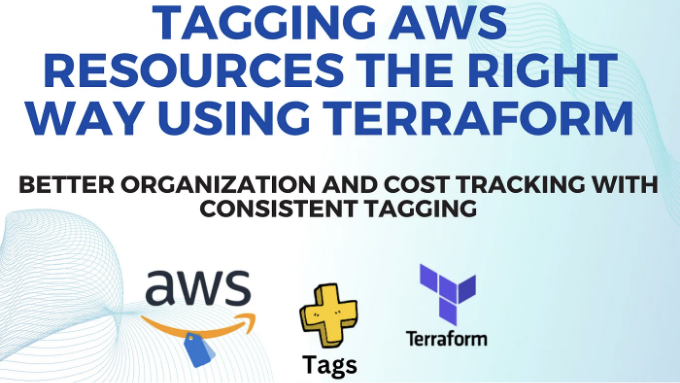 TAGGING AWS
RESOURCES THE RIGHT
WAY USING TERRAFORM
BETTER ORGANIZATION AND COST TRACKING WITH
CONSISTENT TAGGING
aws
Tags
Terraform